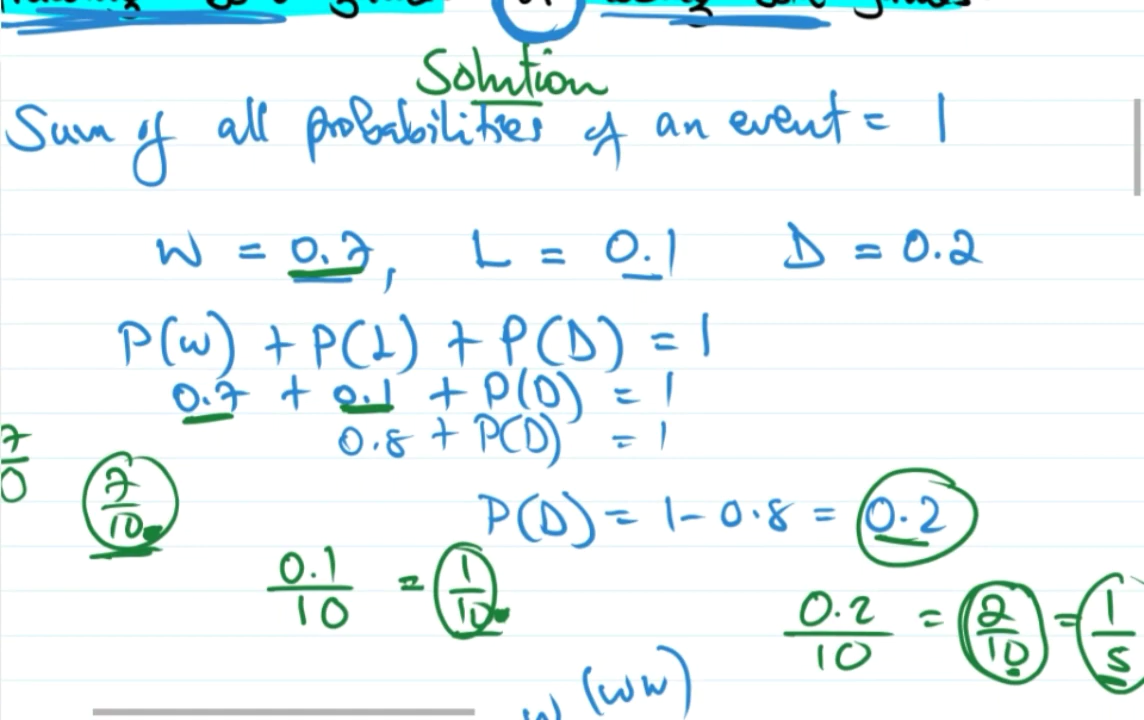 Solution
Sum of all probabilities of an event = 1
W = 0.7, L = 0.1 D = 0.2
P(W) + P(L) + P(D) = 1
0.7 + 0.1 + P(D) = 1
0.8 + P(D) = 1
7/10
P(D) = 1 - 0.8 = 0.2
0.1/10 = 1/10
0.2/10 = 2/10 = 1/5
W (WW)